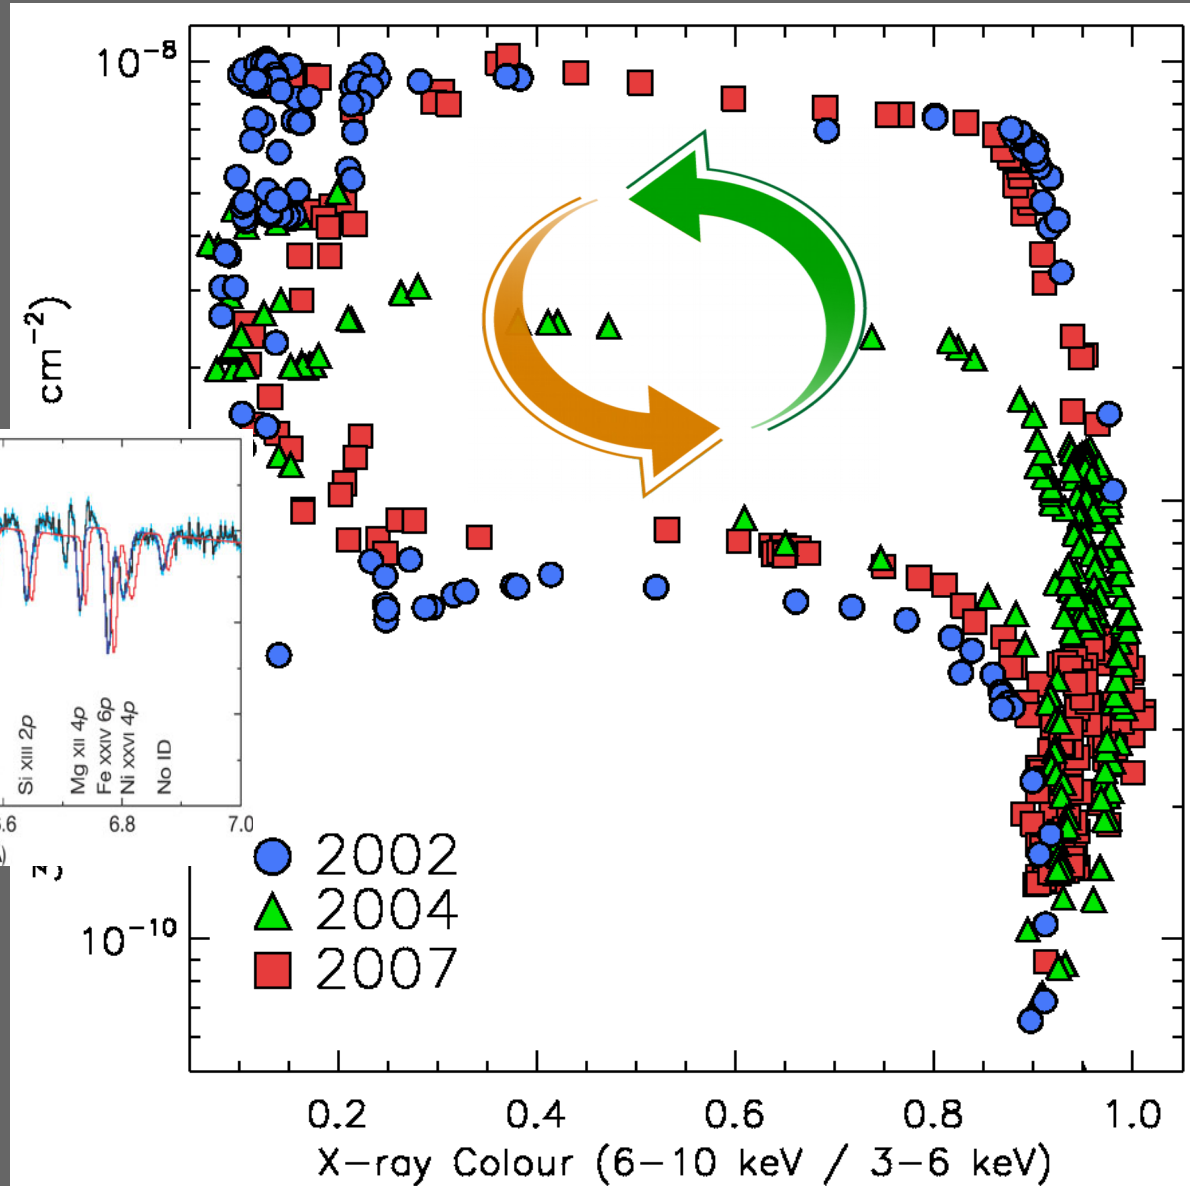 10⁻⁸
cm⁻²)
Si XIII 2p
Mg XII 4p
Fe XXIV 6p
Ni XXVI 4p
No ID
6.8
7.0
2002
2004
2007
10⁻¹⁰
0.2
0.4
0.6
0.8
1.0
X-ray Colour (6-10 keV / 3-6 keV)